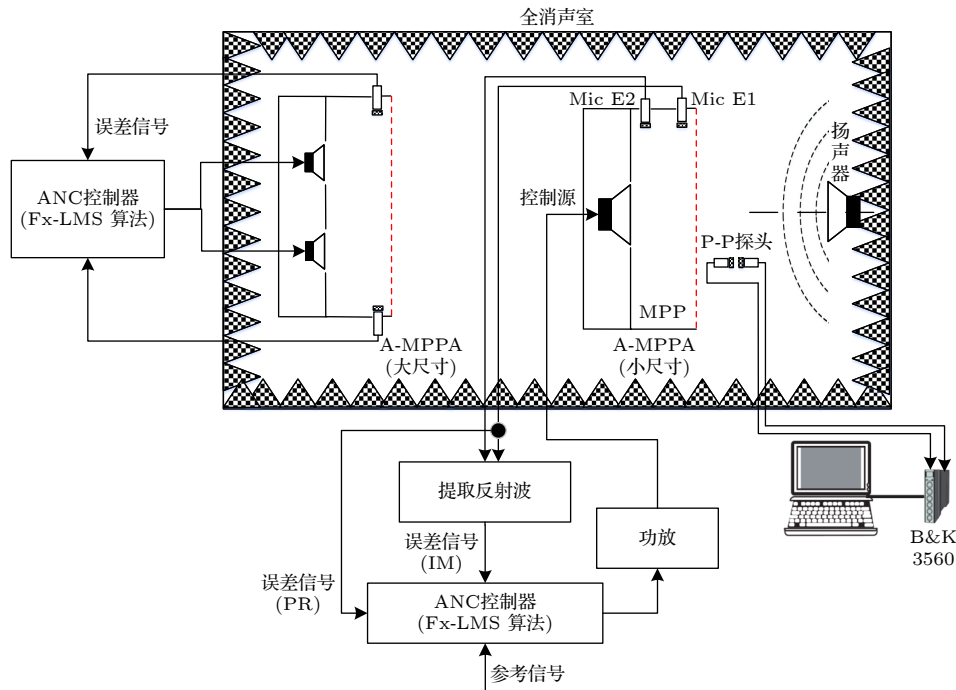 全消声室
Mic E2
Mic E1
误差信号
扬声器
ANC控制器
(Fx-LMS 算法)
控制源
P-P探头
MPP
A-MPPA
(大尺寸)
A-MPPA
(小尺寸)
提取反射波
功放
B&K
3560
误差信号
(IM)
误差信号
(PR)
ANC控制器
(Fx-LMS 算法)
参考信号